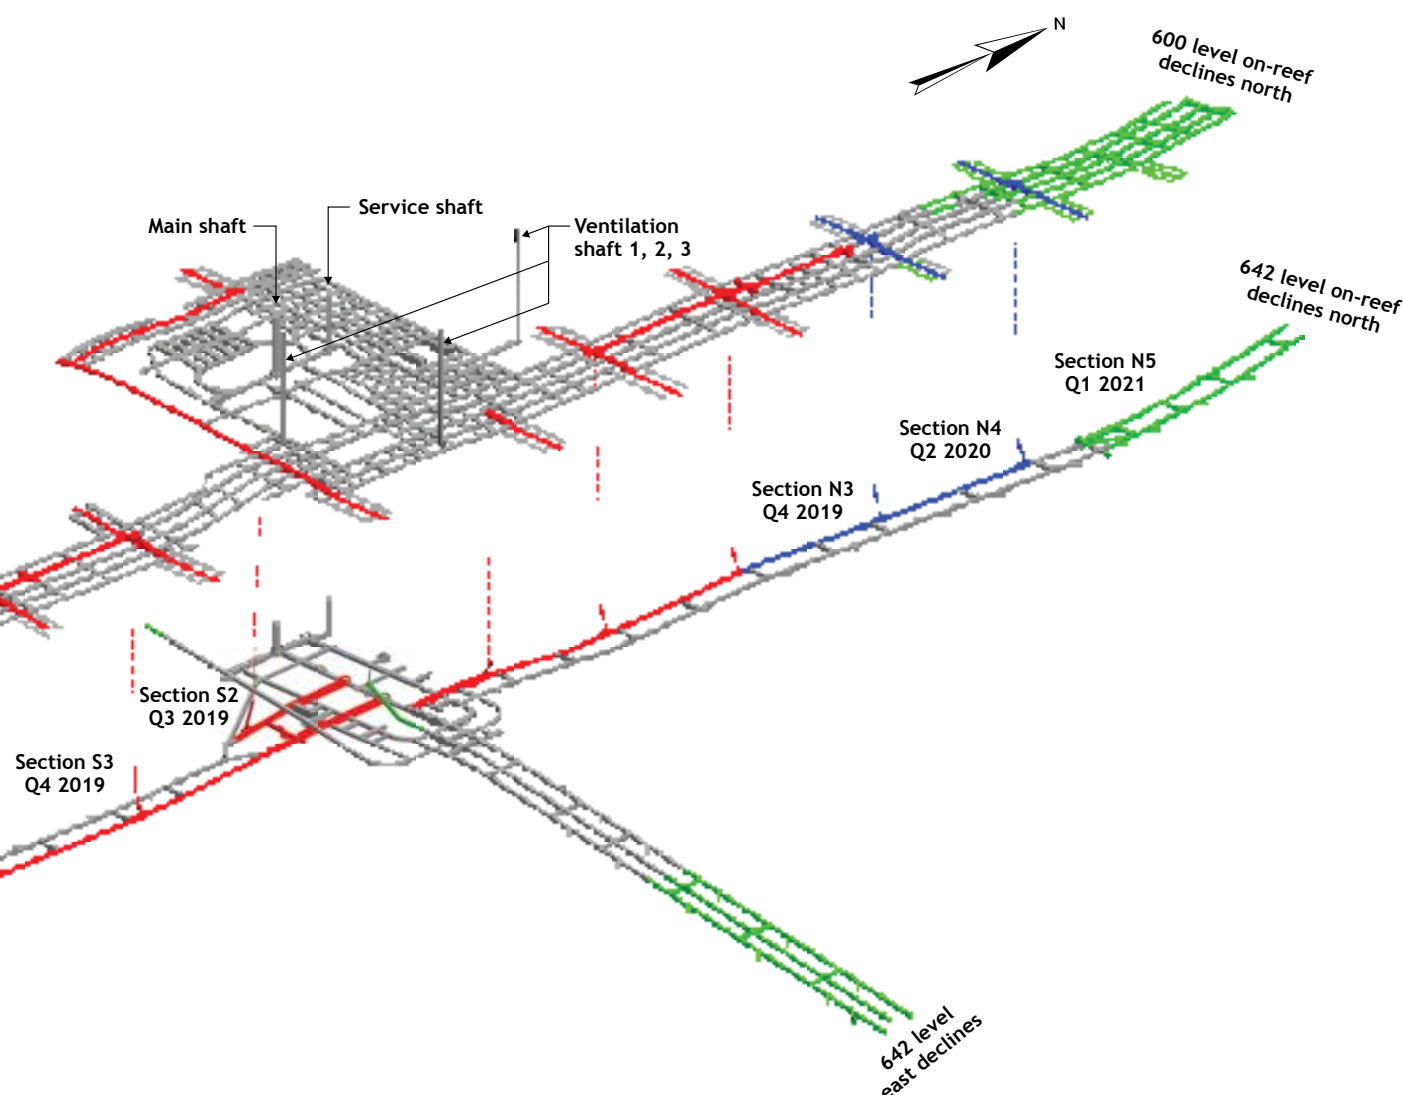 N
600 level on-reef
declines north
Service shaft
Main shaft
Ventilation
shaft 1, 2, 3
642 level on-reef
declines north
Section N5
Q1 2021
Section N4
Q2 2020
Section N3
Q4 2019
Section S2
Q3 2019
Section S3
Q4 2019
642 level
east declines